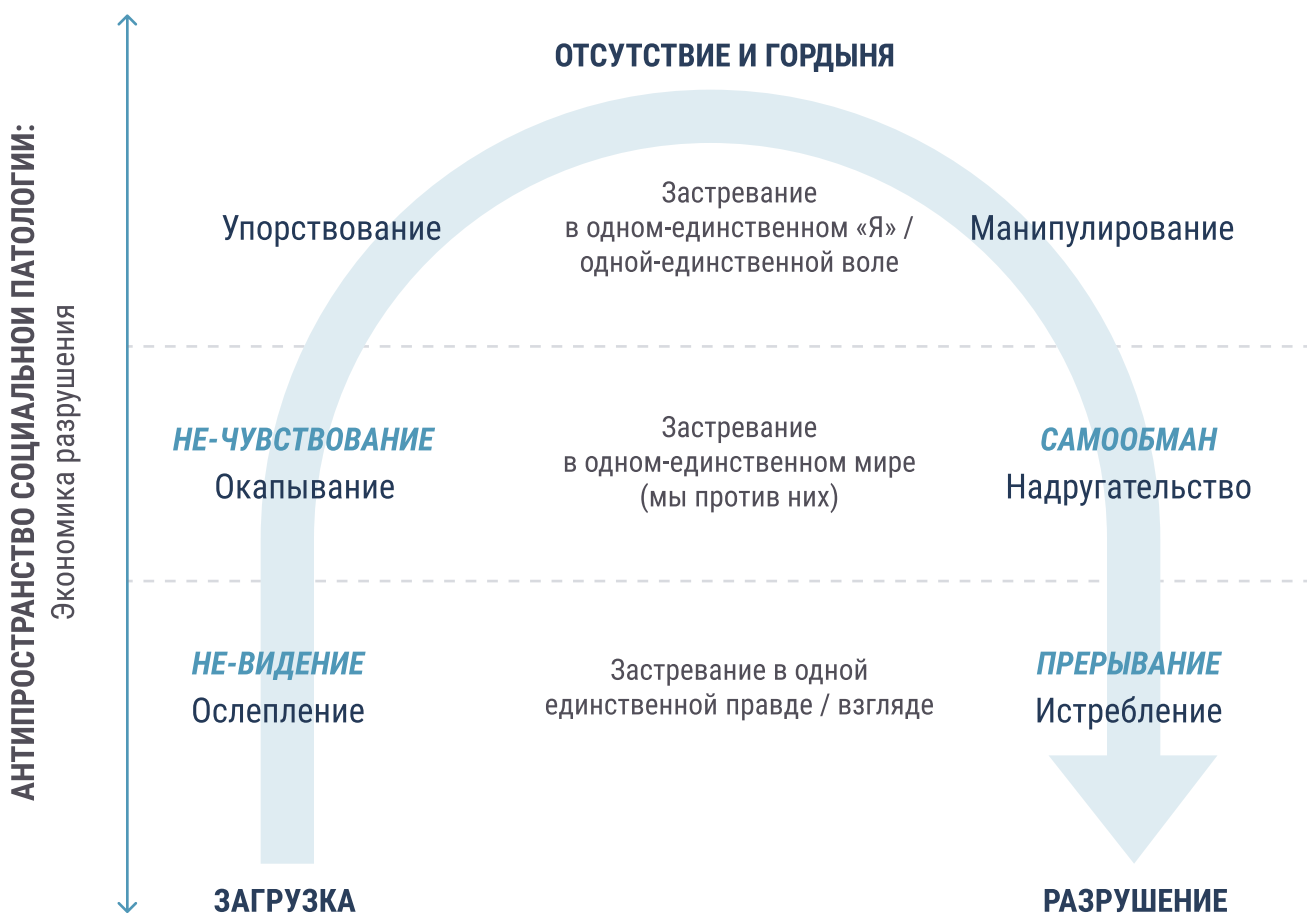 АНТИПРОСТРАНСТВО СОЦИАЛЬНОЙ ПАТОЛОГИИ:
Экономика разрушения
ОТСУТСТВИЕ И ГОРДЫНЯ
Упорствование
Застревание
в одном-единственном «Я» /
одной-единственной воле
Манипулирование
НЕ-ЧУВСТВОВАНИЕ
Окапывание
Застревание
в одном-единственном мире
(мы против них)
САМООБМАН
Надругательство
НЕ-ВИДЕНИЕ
Ослепление
Застревание в одной
единственной правде / взгляде
ПРЕРЫВАНИЕ
Истребление
ЗАГРУЗКА
РАЗРУШЕНИЕ